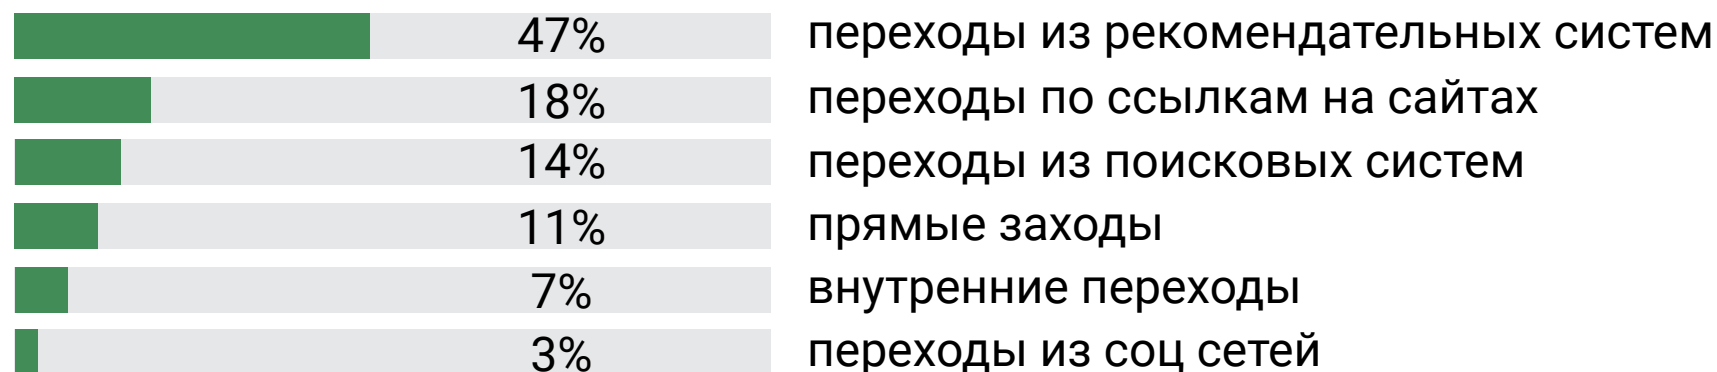 47% переходы из рекомендательных систем
18% переходы по ссылкам на сайтах
14% переходы из поисковых систем
11% прямые заходы
7% внутренние переходы
3% переходы из соц сетей